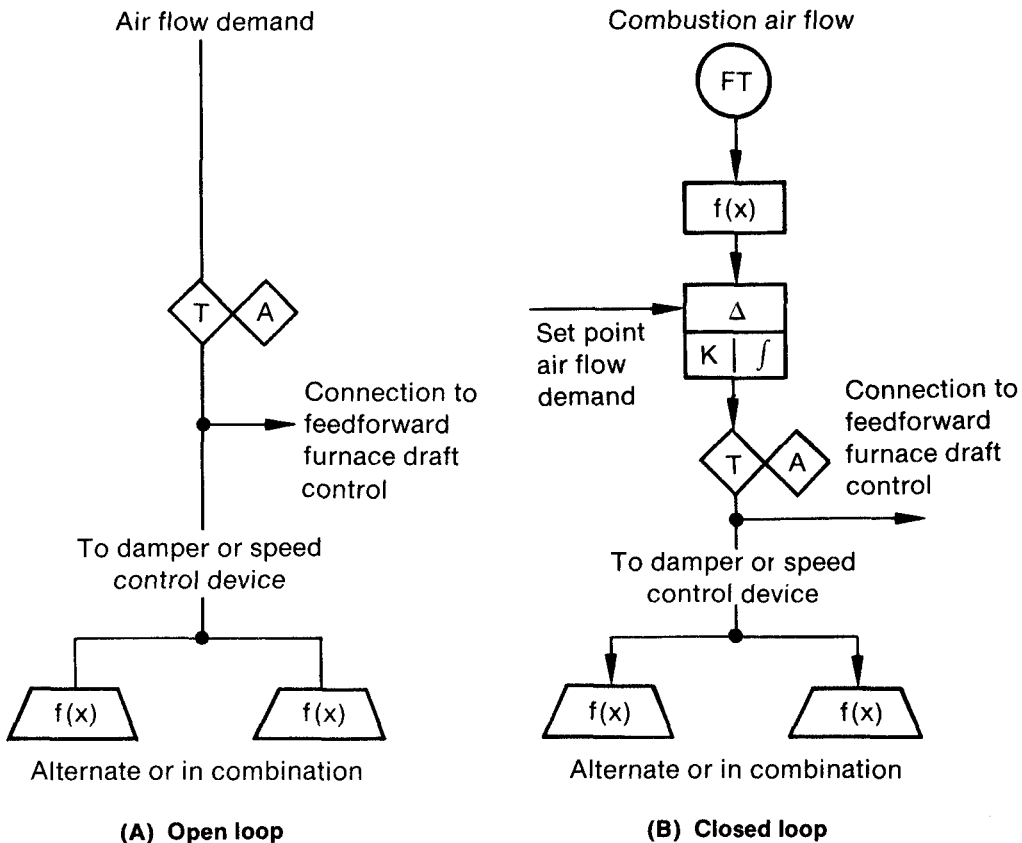 Air flow demand
T
A
Connection to
feedforward
furnace draft
control
To damper or speed
control device
f(x)
f(x)
Alternate or in combination
(A) Open loop
Combustion air flow
FT
f(x)
Δ
K | ∫
Set point
air flow
demand
T
A
Connection to
feedforward
furnace draft
control
To damper or speed
control device
f(x)
f(x)
Alternate or in combination
(B) Closed loop